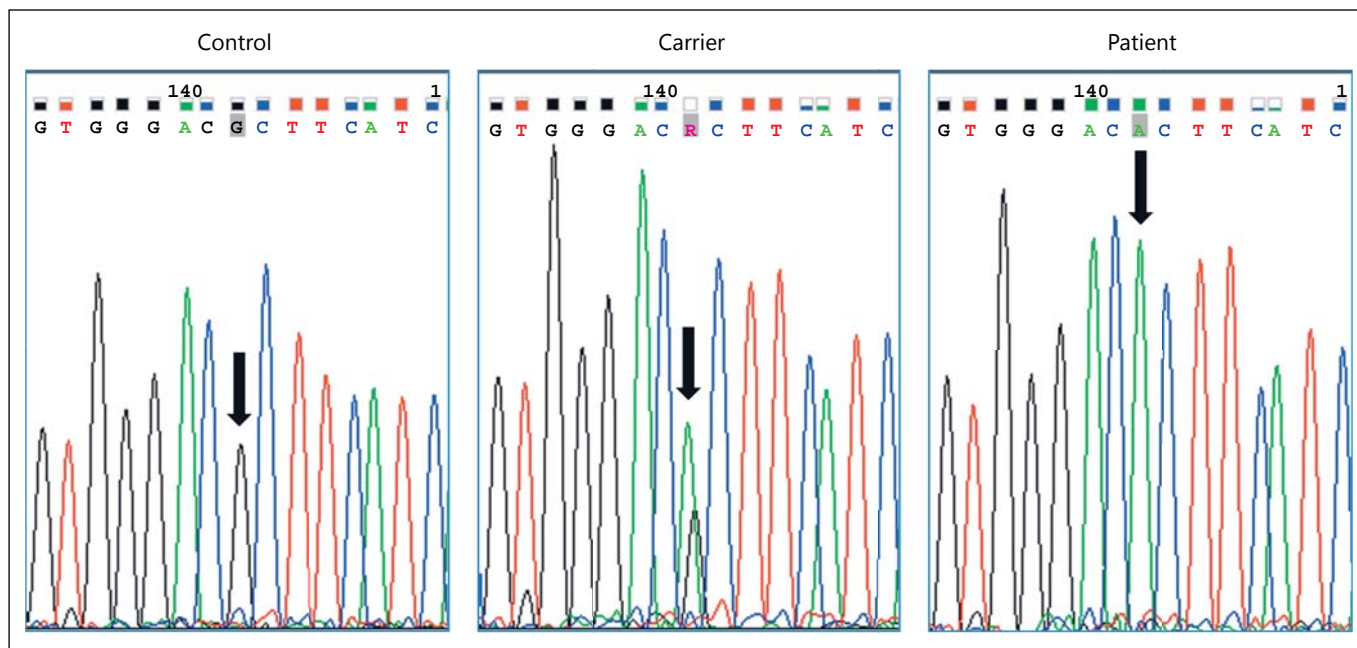 Control
140 1
G T G G G A C G C T T C A T C
Carrier
140
G T G G G A C R C T T C A T C
Patient
140 1
G T G G G A C A C T T C A T C